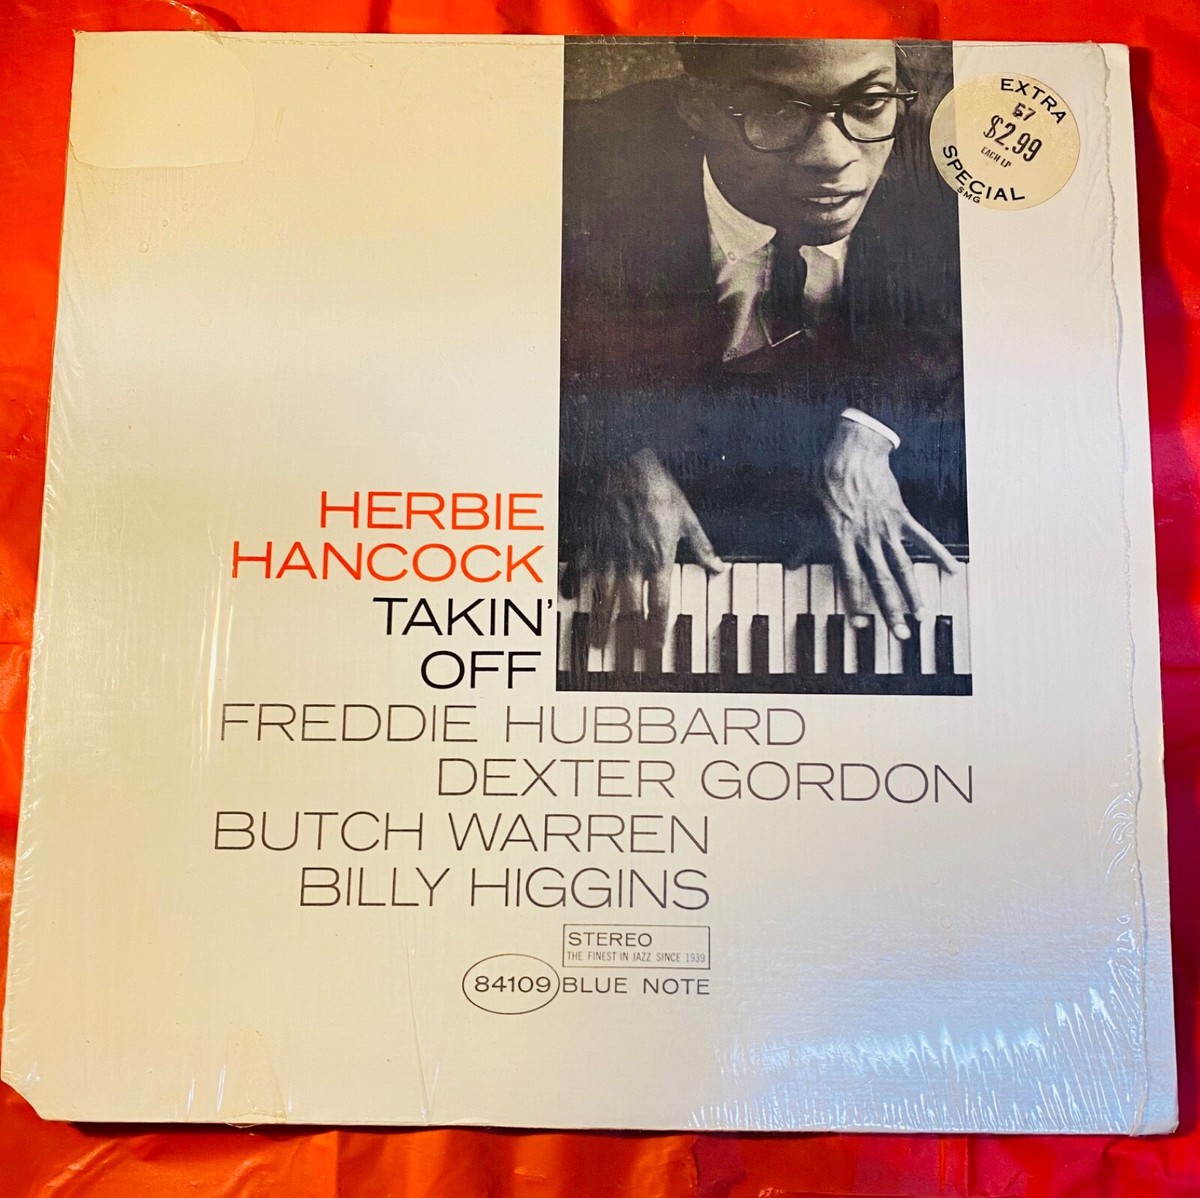 EXTRA
67
$2.99
EACH LP
SPECIAL
SMG
HERBIE
HANCOCK
TAKIN'
OFF
FREDDIE HUBBARD
DEXTER GORDON
BUTCH WARREN
BILLY HIGGINS
STEREO
THE FINEST IN JAZZ SINCE 1939
84109 BLUE NOTE